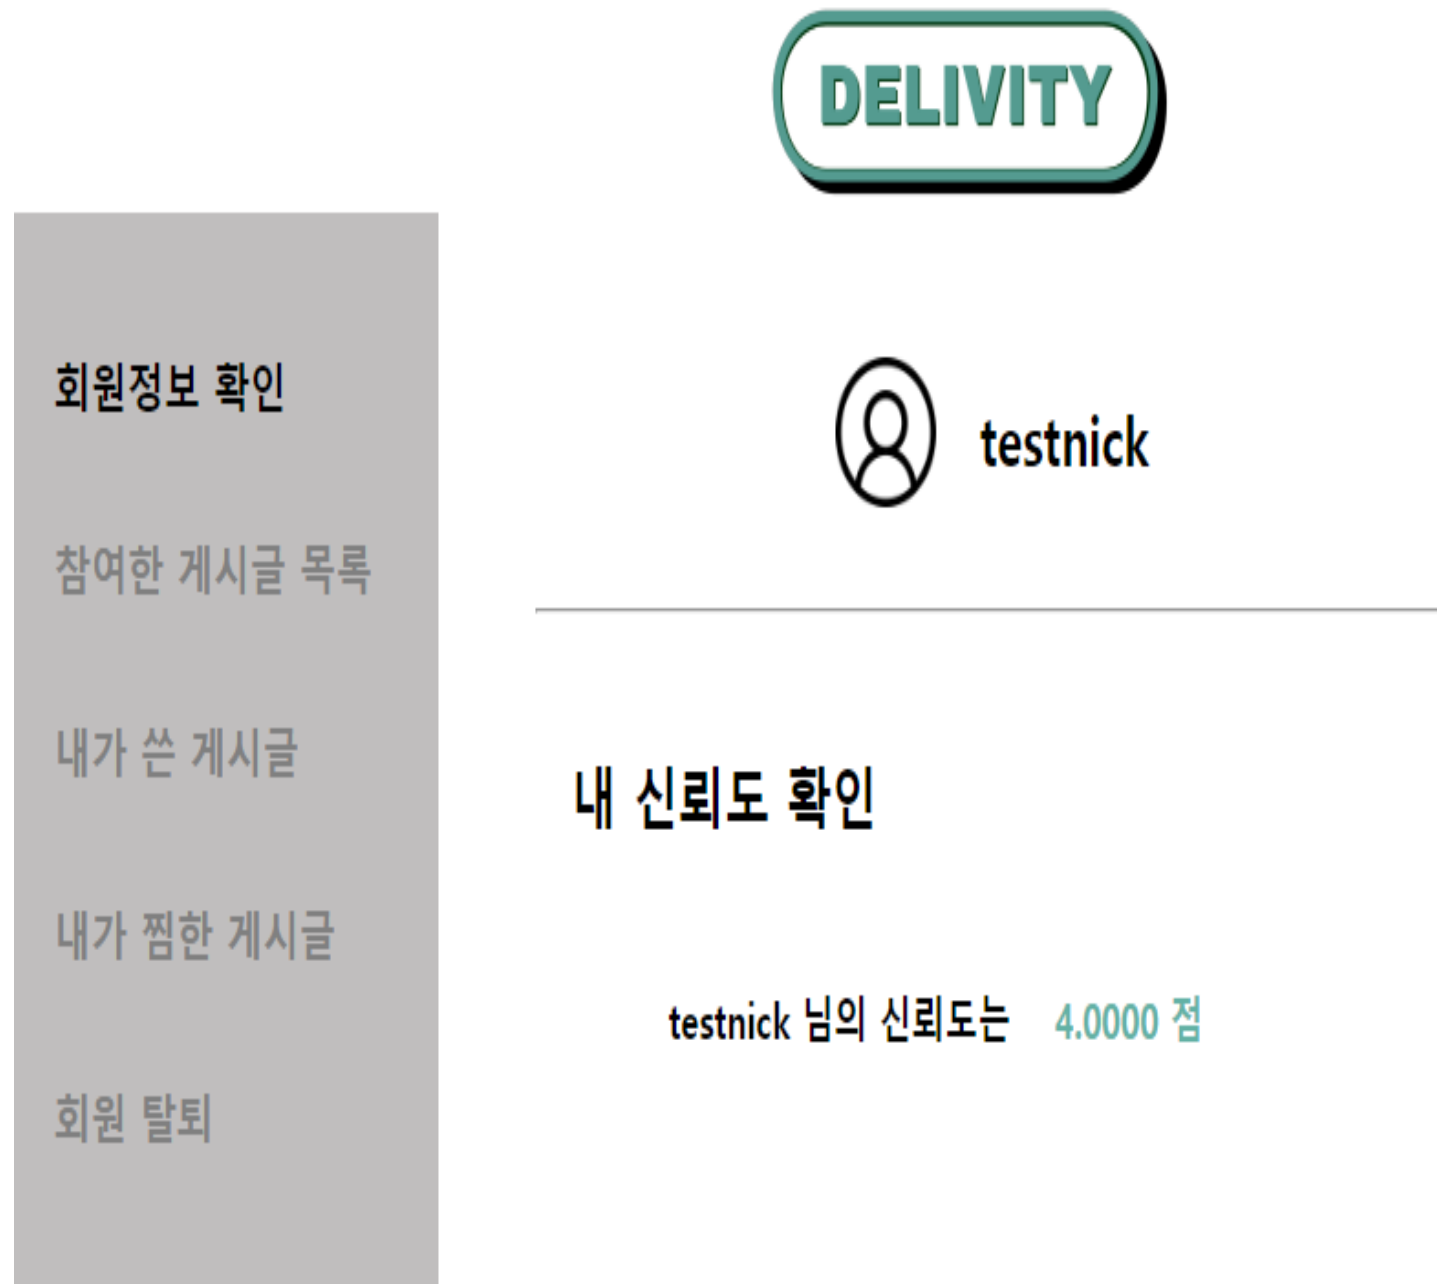 DELIVITY
회원정보 확인
참여한 게시글 목록
내가 쓴 게시글
내가 찜한 게시글
회원 탈퇴
testnick
내 신뢰도 확인
testnick 님의 신뢰도는 4.0000 점